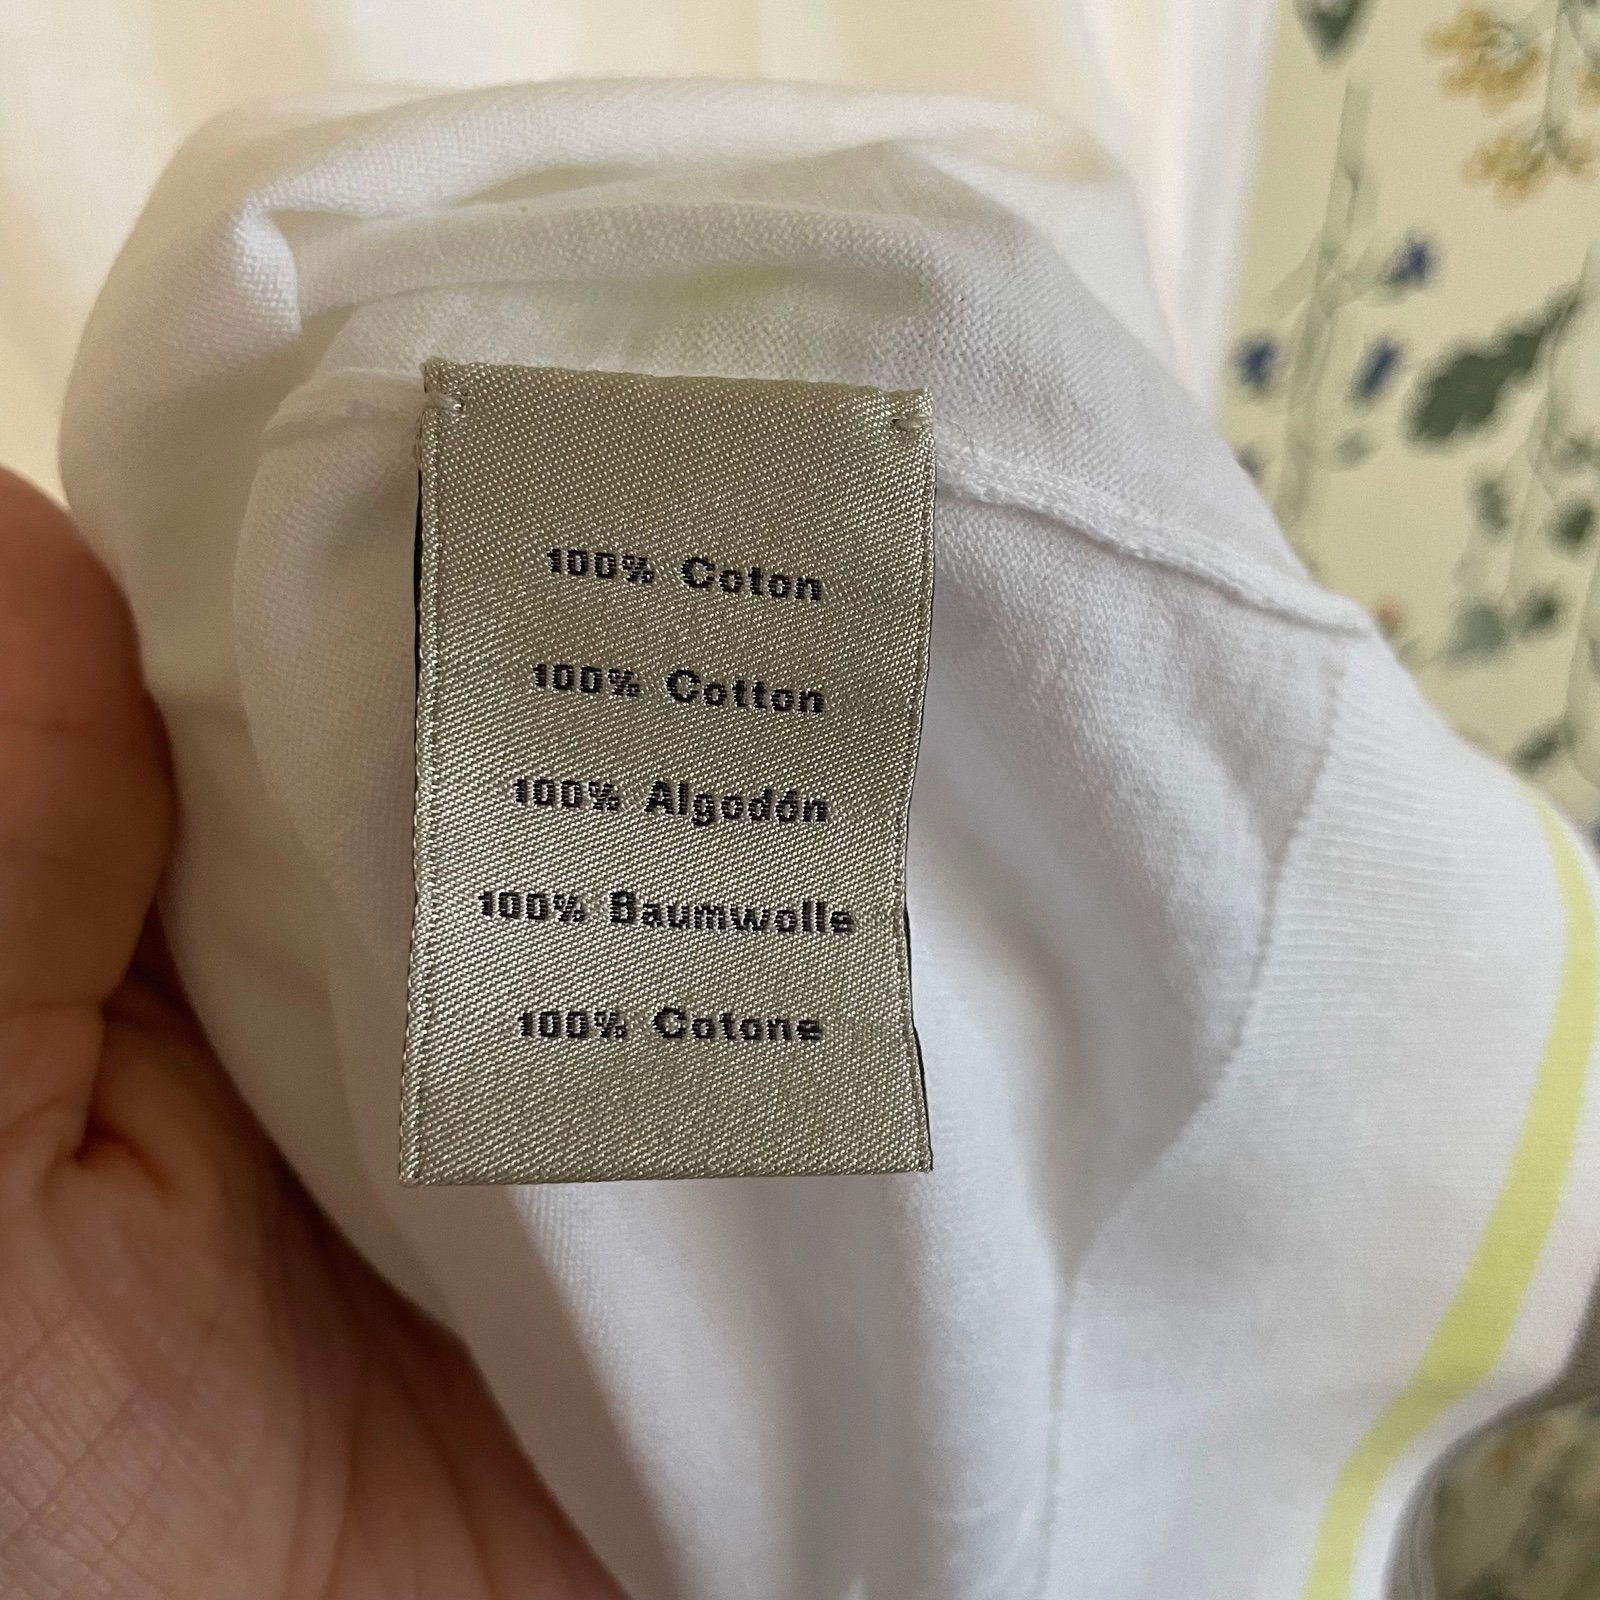 100% Coton
100% Cotton
100% Algodón
100% Baumwolle
100% Cotone